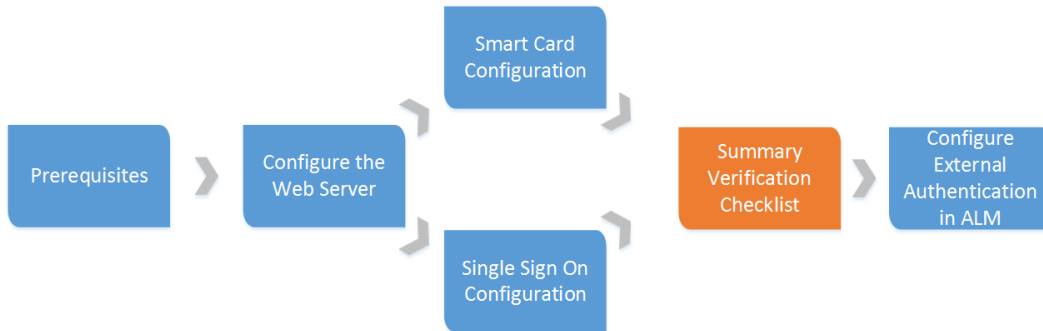 Prerequisites
Configure the
Web Server
Smart Card
Configuration
Single Sign On
Configuration
Summary
Verification
Checklist
Configure
External
Authentication
in ALM